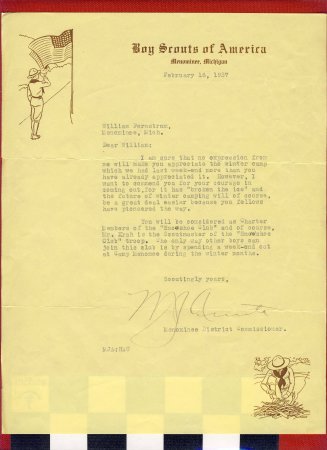 Boy Scouts of America
Menominee, Michigan
February 16, 1937
William
Menominee, Mich.
Dear William:
I am sure that no expression from
me will made you appreciate the winter camp
which we had last week-end more than you
have already appreciated it. However, I
want to commend you for your courage in
coming out, for it has "broken the ice" and
the future of winter camping will of course,
be a great deal easier because you fellows
have pioneered the way.
You will be considered as Charter
Members of the "Snowshoe Club" and of course,
Mr. is the Scoutmaster of the "Snowshoe
Club" troop. The only way other boys can
join this club is by spending a week-end out
at Camp during the winter months.
Scoutingly yours,
Menominee District Commissioner.